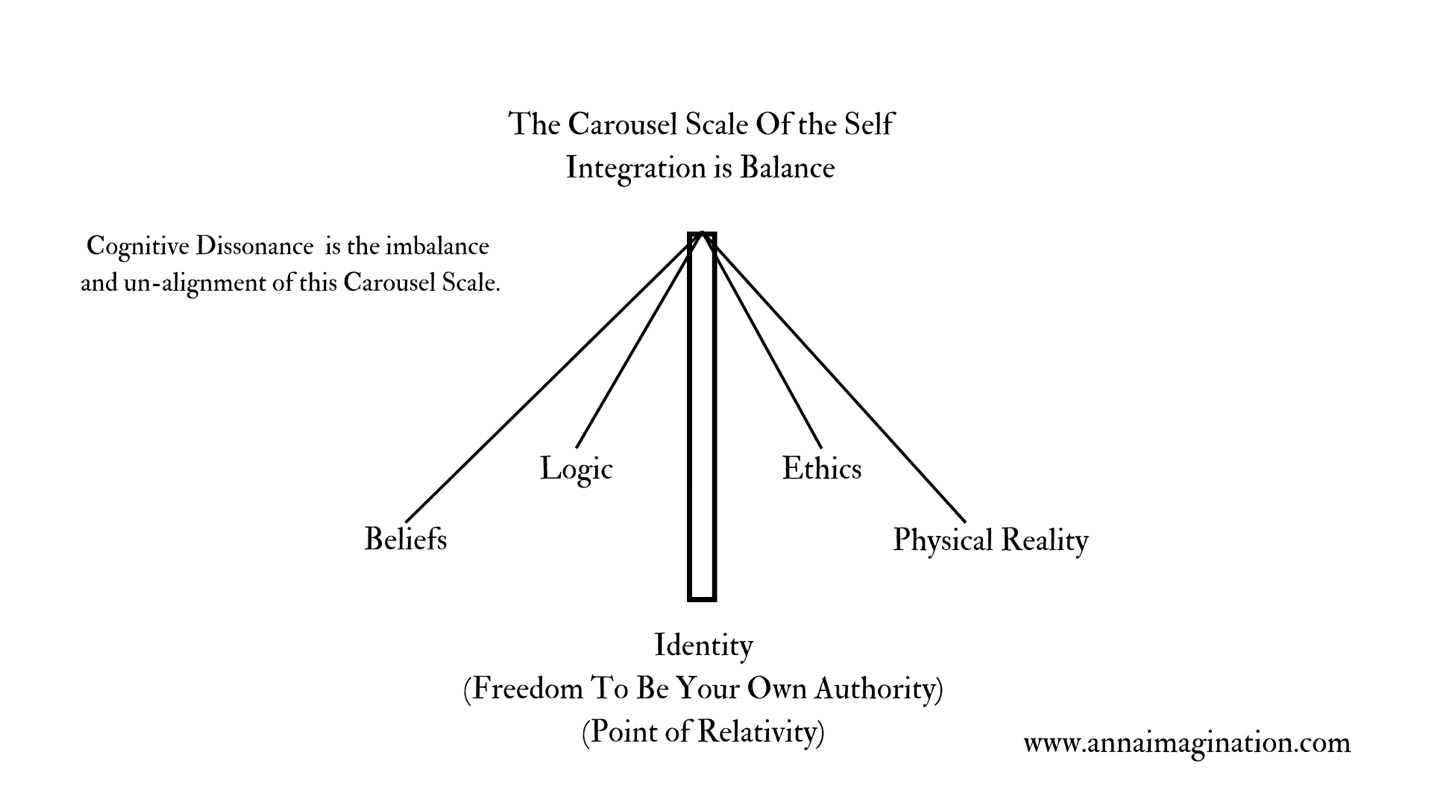 The Carousel Scale Of the Self
Integration is Balance
Cognitive Dissonance is the imbalance
and un-alignment of this Carousel Scale.
Logic
Ethics
Beliefs
Physical Reality
Identity
(Freedom To Be Your Own Authority)
(Point of Relativity)
www.annaimagination.com